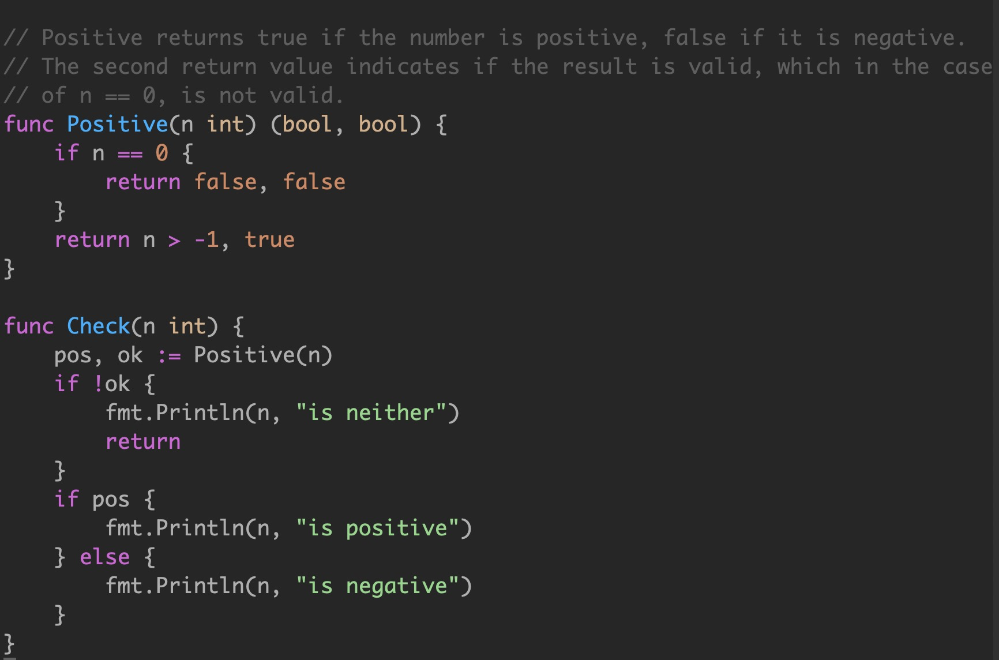 // Positive returns true if the number is positive, false if it is negative.
// The second return value indicates if the result is valid, which in the case
// of n == 0, is not valid.
func Positive(n int) (bool, bool) {
    if n == 0 {
        return false, false
    }
    return n > -1, true
}

func Check(n int) {
    pos, ok := Positive(n)
    if !ok {
        fmt.Println(n, "is neither")
        return
    }
    if pos {
        fmt.Println(n, "is positive")
    } else {
        fmt.Println(n, "is negative")
    }
}